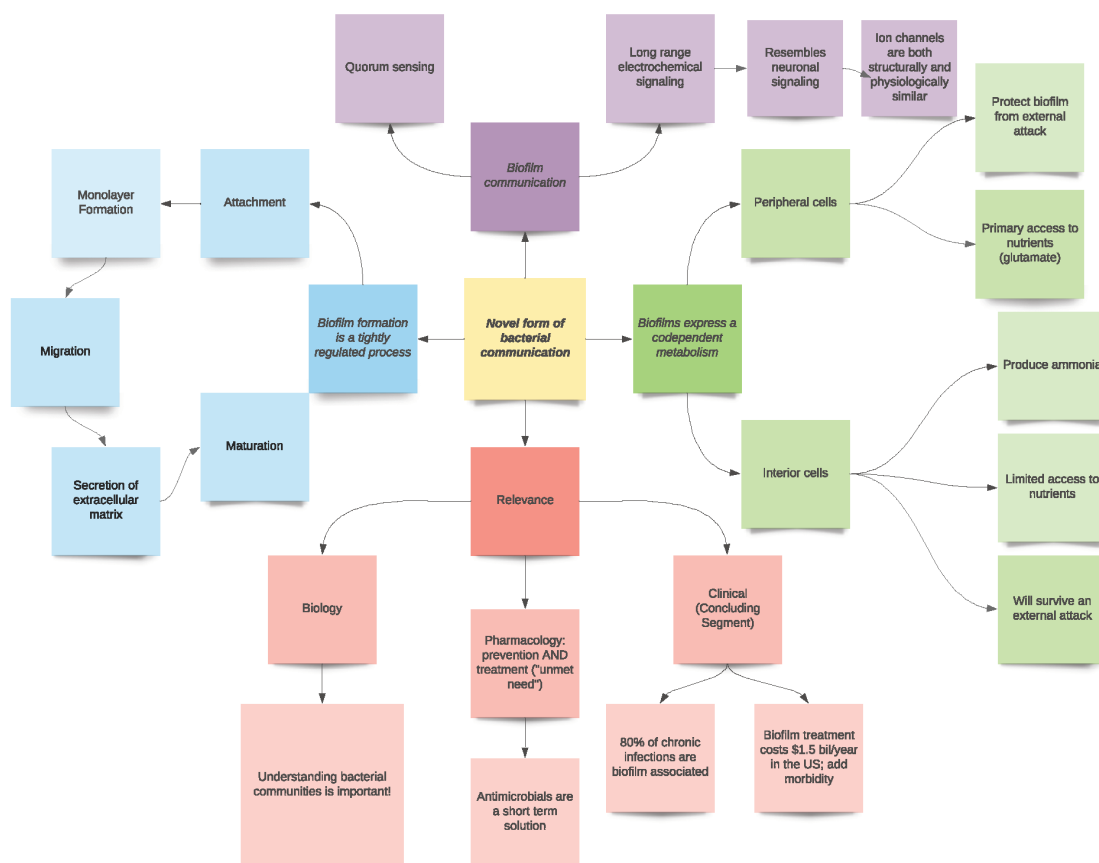 Quorum sensing
Long range
electrochemical
signaling
Resembles
neuronal
signaling
Ion channels
are both
structurally and
physiologically
similar
Protect biofilm
from external
attack
Biofilm
communication
Monolayer
Formation
Attachment
Peripheral cells
Primary access to
nutrients
(glutamate)
Migration
Biofilm formation
is a tightly
regulated process
Novel form of
bacterial
communication
Biofilms express a
codependent
metabolism
Produce ammonia
Maturation
Secretion of
extracellular
matrix
Relevance
Interior cells
Limited access to
nutrients
Biology
Pharmacology:
prevention AND
treatment ("unmet
need")
Clinical
(Concluding
Segment)
Will survive an
external attack
Understanding bacterial
communities is important!
Antimicrobials are
a short term
solution
80% of chronic
infections are
biofilm associated
Biofilm treatment
costs $1.5 bil/year
in the US; add
morbidity